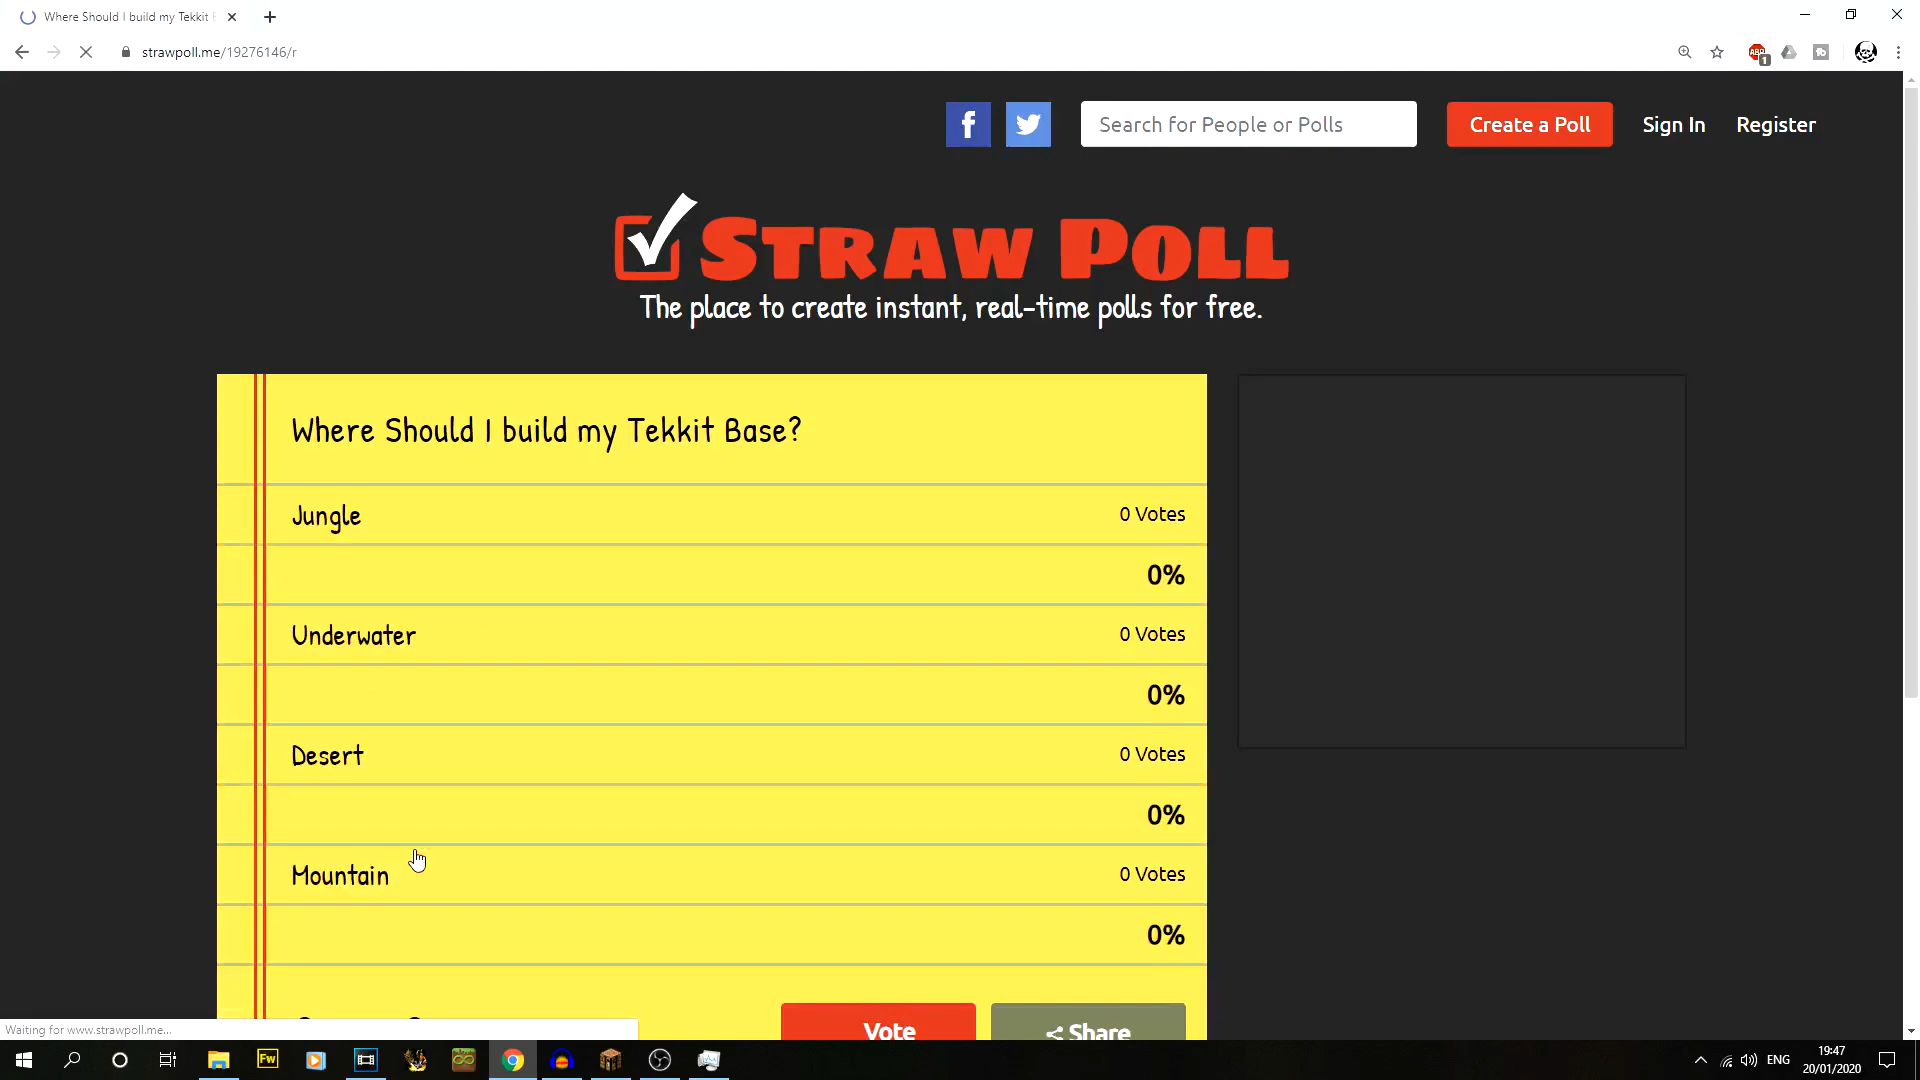 Where Should I build my Tekkit
strawpoll.me/19276146/r
ABP
1
f
Search for People or Polls
Create a Poll
Sign In
Register
STRAW POLL
The place to create instant, real-time polls for free.
Where Should I build my Tekkit Base?
Jungle
0 Votes
0%
Underwater
0 Votes
0%
Desert
0 Votes
0%
Mountain
0 Votes
0%
Vote
Share
Waiting for www.strawpoll.me...
Fw
ENG
19:47
20/01/2020